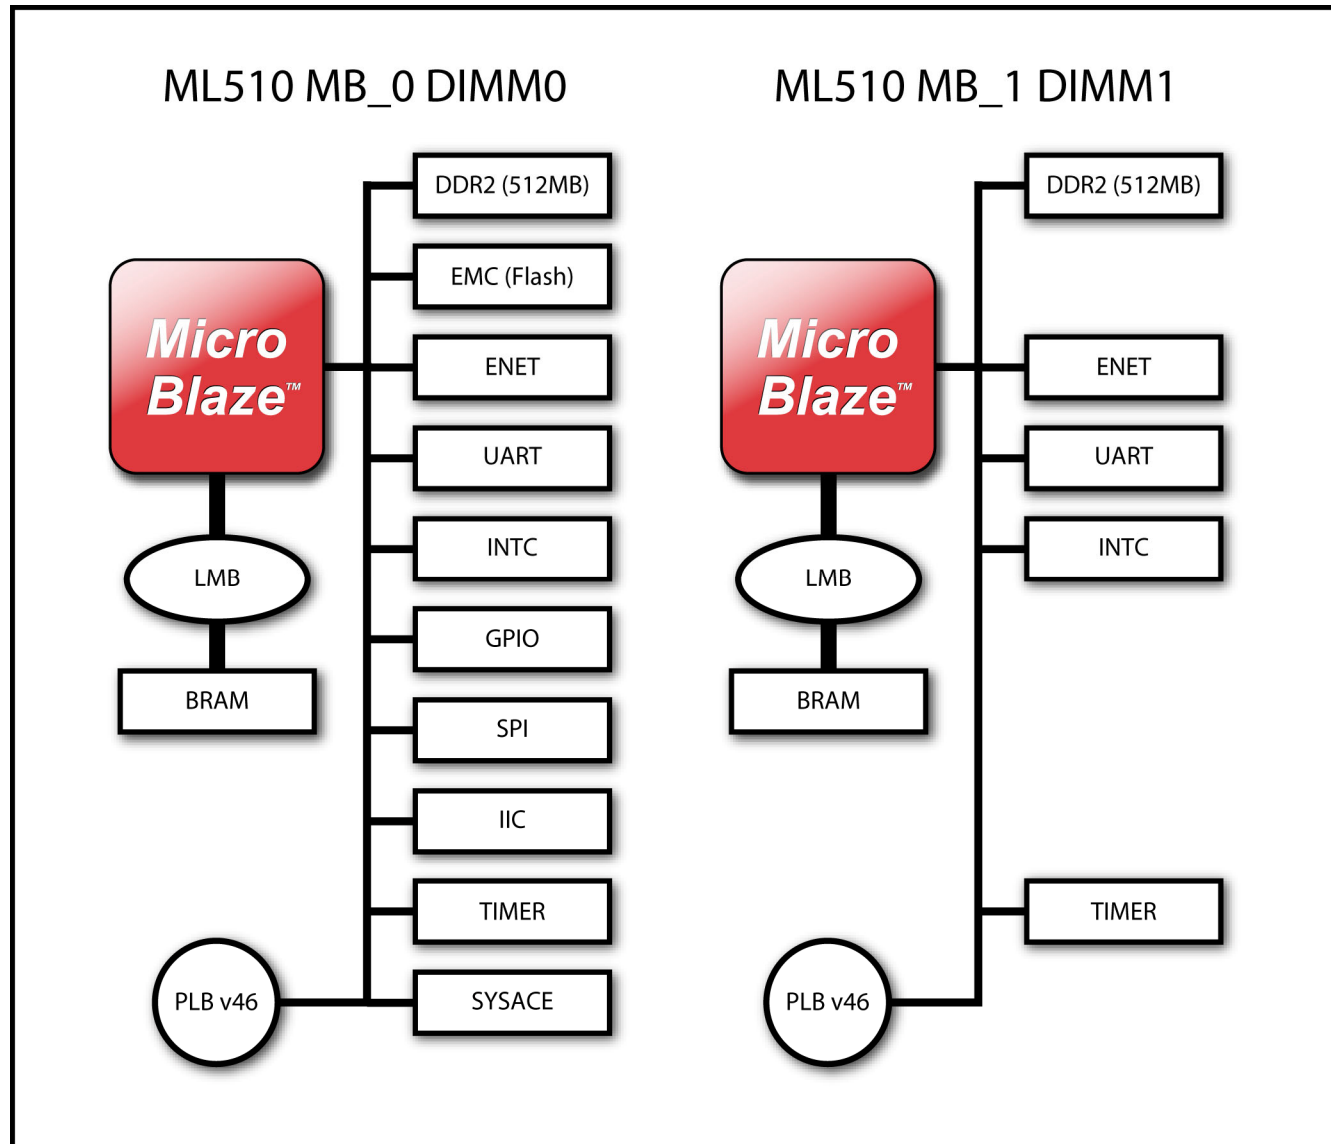 ML510 MB_0 DIMM0
DDR2 (512MB)
EMC (Flash)
Micro
Blaze™
ENET
UART
INTC
LMB
GPIO
BRAM
SPI
IIC
TIMER
PLB v46
SYSACE
ML510 MB_1 DIMM1
DDR2 (512MB)
Micro
Blaze™
ENET
UART
INTC
LMB
BRAM
TIMER
PLB v46